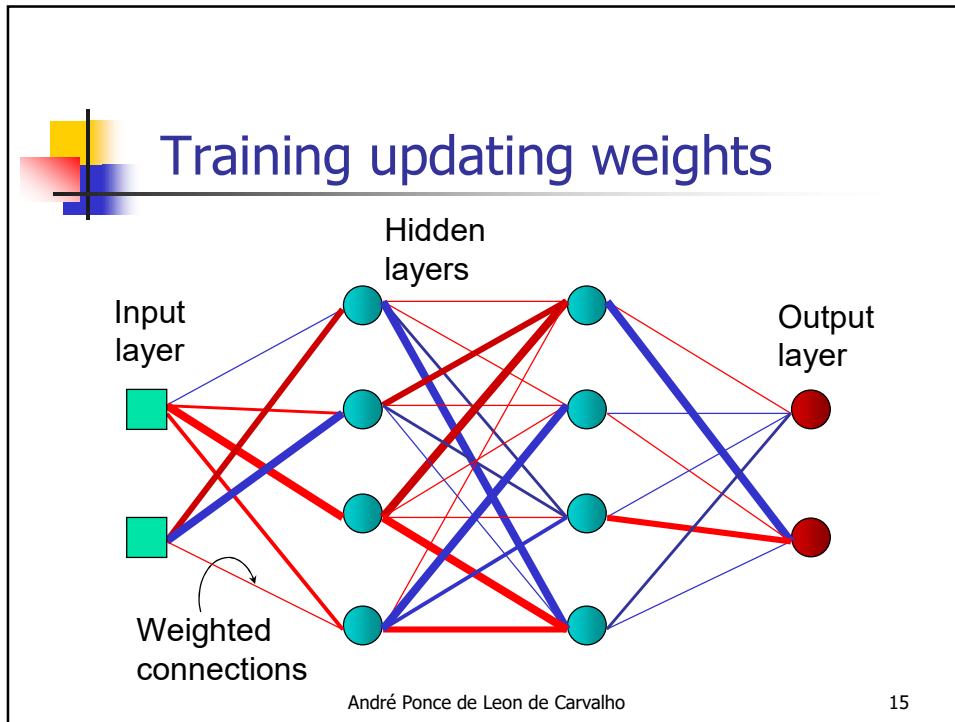 Training updating weights
Hidden
layers
Input
layer
Output
layer
Weighted
connections
André Ponce de Leon de Carvalho
15